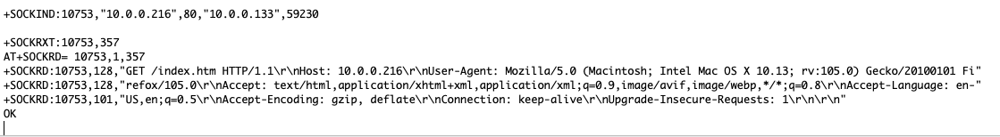 +SOCKIND:10753,"10.0.0.216",80,"10.0.0.133",59230
+SOCKRXT:10753,357
AT+SOCKRD= 10753,1,357
+SOCKRD:10753,128,"GET /index.htm HTTP/1.1\r\nHost: 10.0.0.216\r\nUser-Agent: Mozilla/5.0 (Macintosh; Intel Mac OS X 10.13; rv:105.0) Gecko/20100101 Fi"
+SOCKRD:10753,128,"refox/105.0\r\nAccept: text/html,application/xhtml+xml,application/xml;q=0.9,image/avif,image/webp,*/*;q=0.8\r\nAccept-Language: en-"
+SOCKRD:10753,101,"US,en;q=0.5\r\nAccept-Encoding: gzip, deflate\r\nConnection: keep-alive\r\nUpgrade-Insecure-Requests: 1\r\n\r\n"
OK